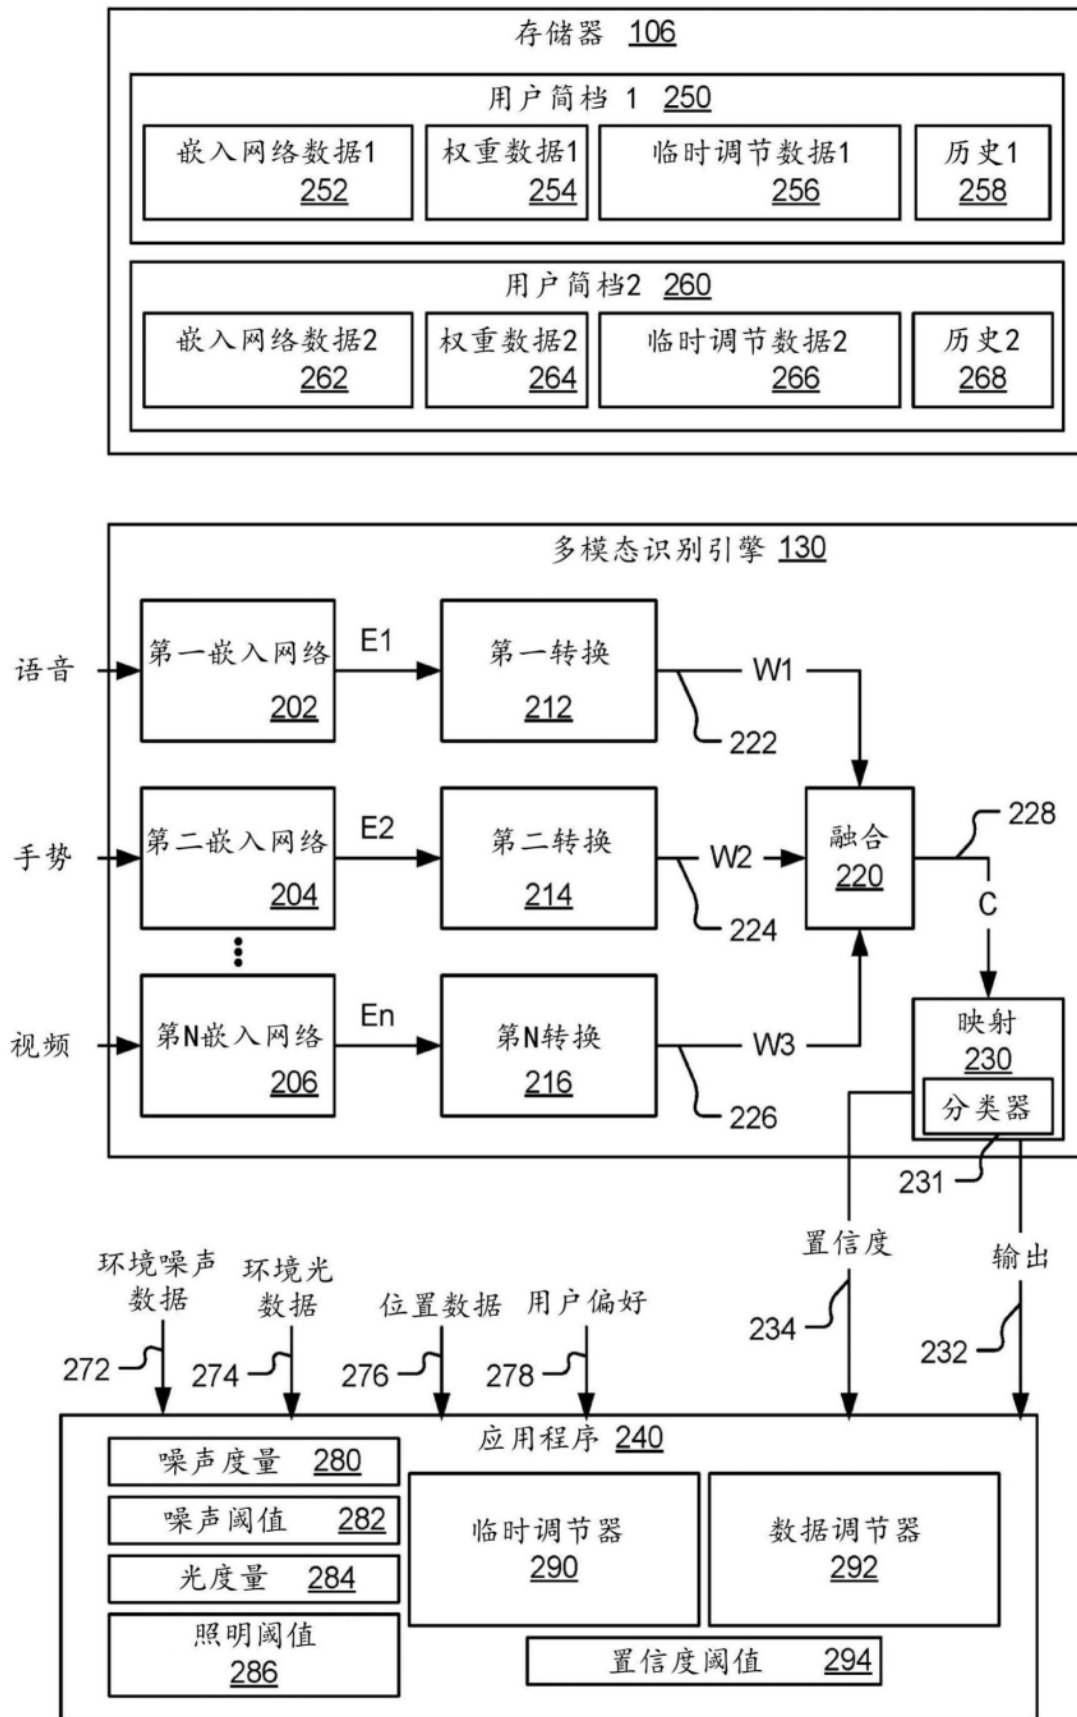 存储器 106
用户简档 1 250
嵌入网络数据1
252
权重数据1
254
临时调节数据1
256
历史1
258
用户简档2 260
嵌入网络数据2
262
权重数据2
264
临时调节数据2
266
历史2
268
多模态识别引擎 130
语音
第一嵌入网络
202
E1
第一转换
212
W1
222
手势
第二嵌入网络
204
E2
第二转换
214
W2
224
融合
220
228
C
视频
第N嵌入网络
206
En
第N转换
216
W3
226
映射
230
分类器
231
环境噪声
数据
272
环境光
数据
274
位置数据
276
用户偏好
278
置信度
234
输出
232
应用程序 240
噪声度量 280
噪声阈值 282
光度量 284
照明阈值
286
临时调节器
290
数据调节器
292
置信度阈值 294